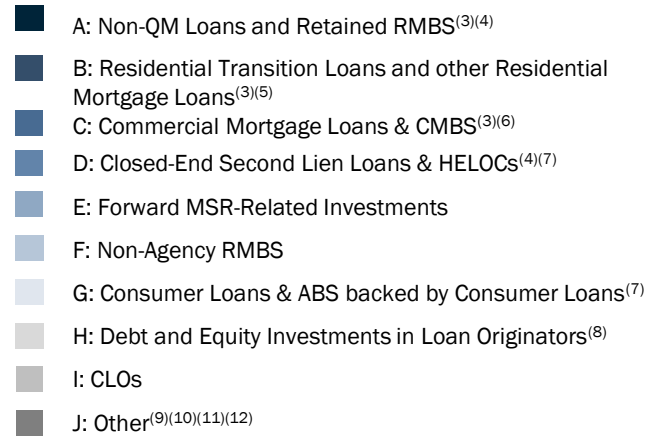 A: Non-QM Loans and Retained RMBS(3)(4)
B: Residential Transition Loans and other Residential
Mortgage Loans(3)(5)
C: Commercial Mortgage Loans & CMBS(3)(6)
D: Closed-End Second Lien Loans & HELOCs(4)(7)
E: Forward MSR-Related Investments
F: Non-Agency RMBS
G: Consumer Loans & ABS backed by Consumer Loans(7)
H: Debt and Equity Investments in Loan Originators(8)
I: CLOs
J: Other(9)(10)(11)(12)